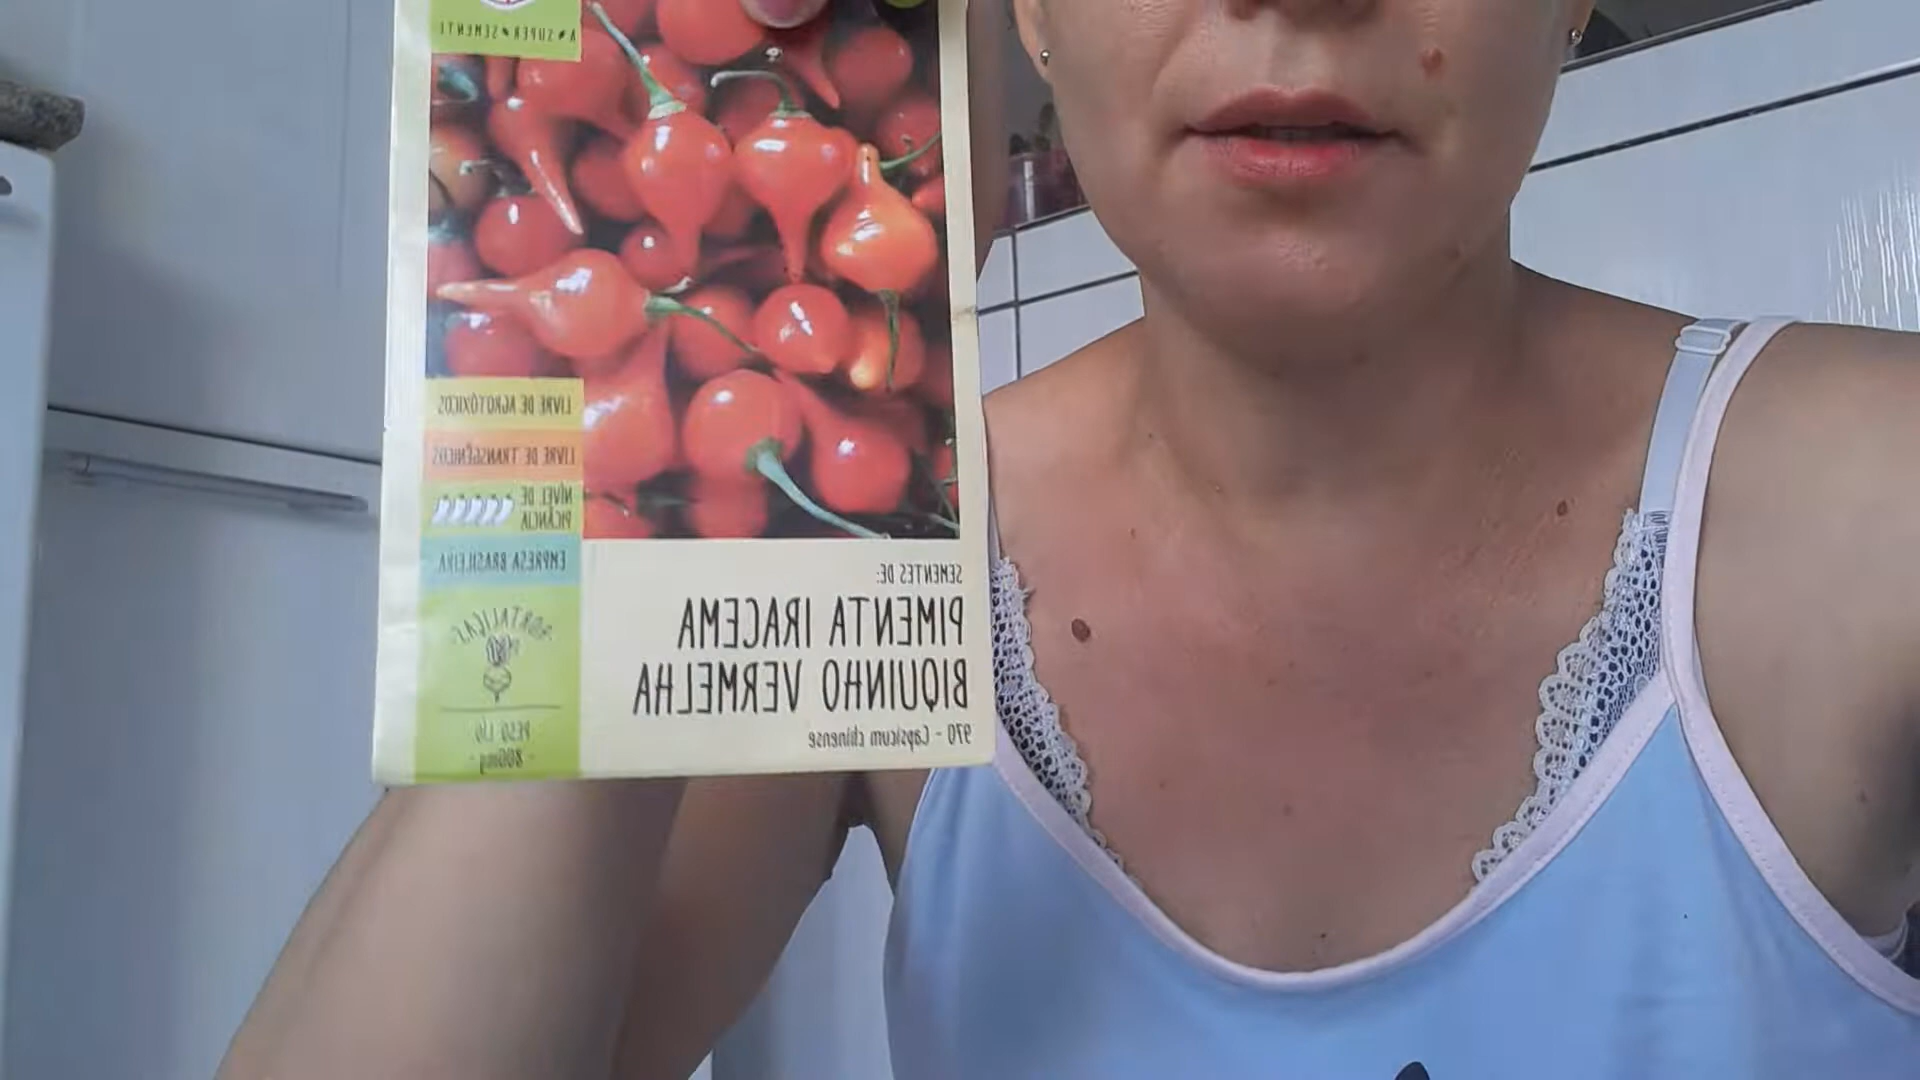 A SUPER SEMENTE
LIVRE DE AGROTÓXICOS
LIVRE DE TRANSGÊNICOS
NÍVEL DE
PICÂNCIA
EMPRESA BRASILEIRA
HORTALIÇAS
PESO LÍQ
- 800mg -
SEMENTES DE:
PIMENTA IRACEMA
BIQUINHO VERMELHA
970 - Capsicum chinense